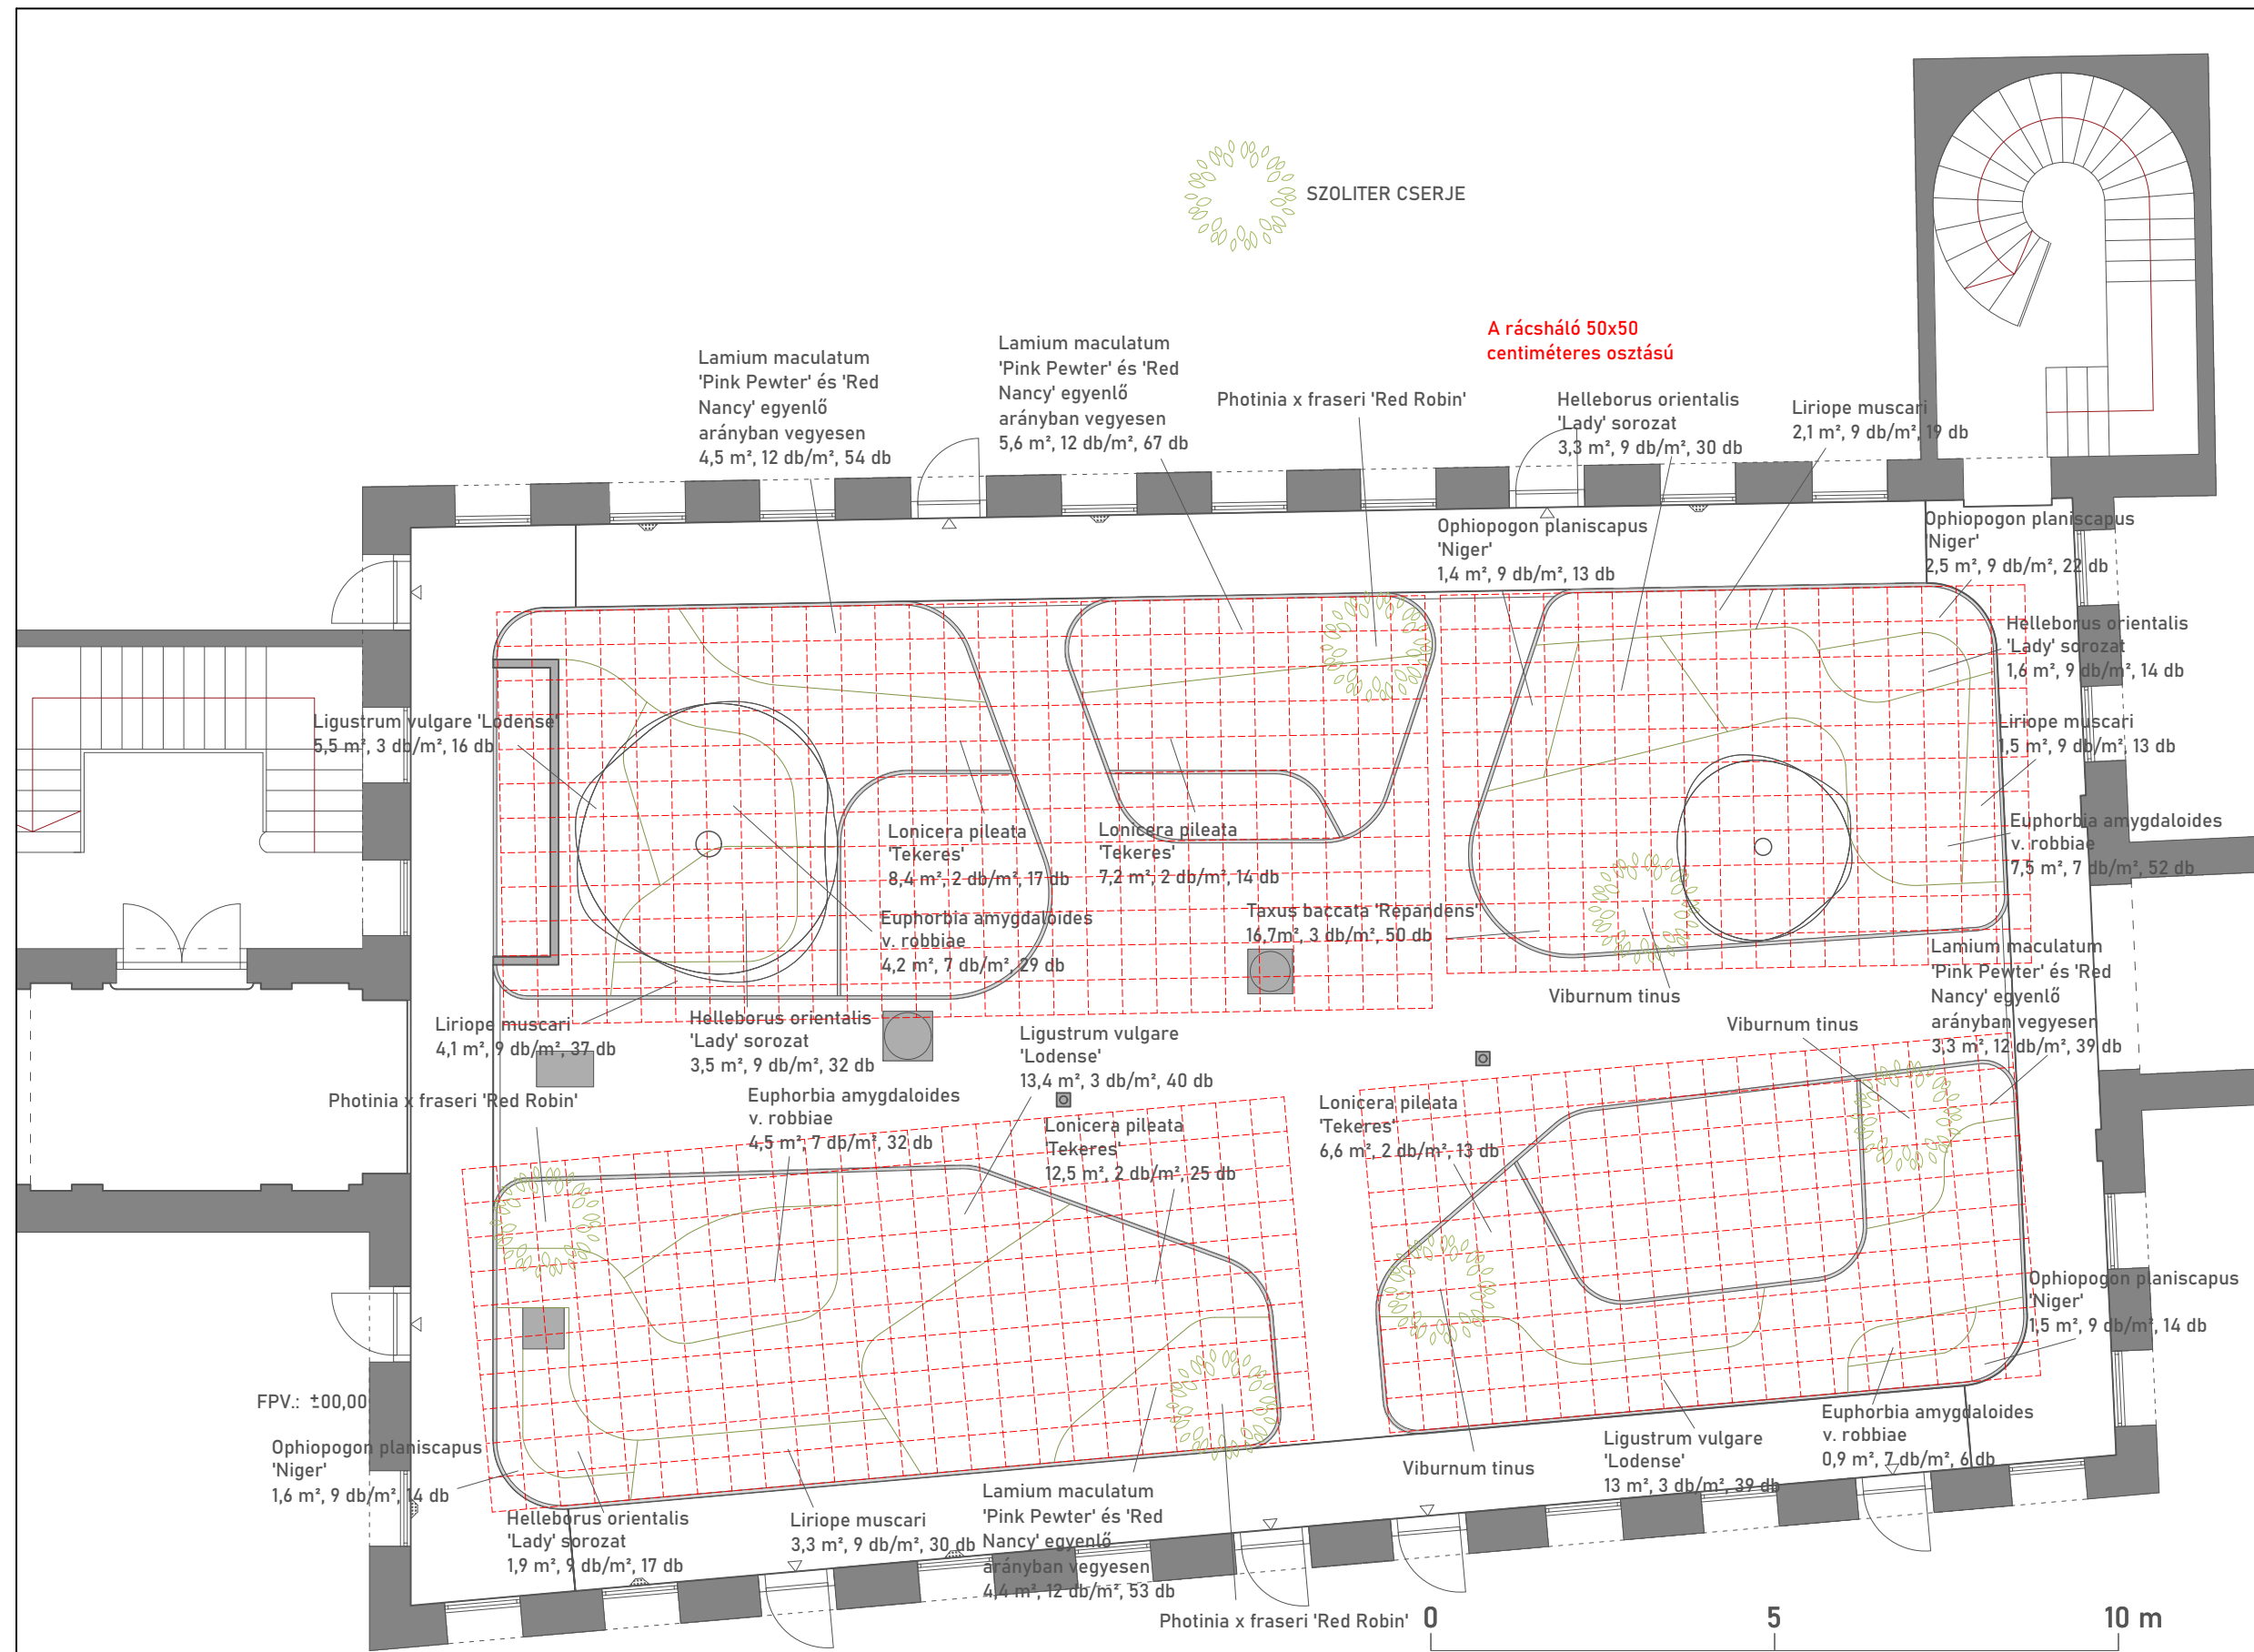 SZOLITER CSERJE
A rácsháló 50x50
centiméteres osztású
Lamium maculatum
'Pink Pewter' és 'Red
Nancy' egyenlő
arányban vegyesen
4,5 m², 12 db/m², 54 db
Lamium maculatum
'Pink Pewter' és 'Red
Nancy' egyenlő
arányban vegyesen
5,6 m², 12 db/m², 67 db
Photinia x fraseri 'Red Robin'
Helleborus orientalis
'Lady' sorozat
3,3 m², 9 db/m², 30 db
Liriope muscari
2,1 m², 9 db/m², 19 db
Ophiopogon planiscapus
'Niger'
1,4 m², 9 db/m², 13 db
Ophiopogon planiscapus
'Niger'
2,5 m², 9 db/m², 22 db
Helleborus orientalis
'Lady' sorozat
1,6 m², 9 db/m², 14 db
Ligustrum vulgare 'Lodense'
5,5 m², 3 db/m², 16 db
Liriope muscari
1,5 m², 9 db/m², 13 db
Lonicera pileata
'Tekeres'
8,4 m², 2 db/m², 17 db
Lonicera pileata
'Tekeres'
7,2 m², 2 db/m², 14 db
Euphorbia amygdaloides
v. robbiae
7,5 m², 7 db/m², 52 db
Euphorbia amygdaloides
v. robbiae
4,2 m², 7 db/m², 29 db
Taxus baccata 'Repandens'
16,7m², 3 db/m², 50 db
Viburnum tinus
Lamium maculatum
'Pink Pewter' és 'Red
Nancy' egyenlő
arányban vegyesen
3,3 m², 12 db/m², 39 db
Liriope muscari
4,1 m², 9 db/m², 37 db
Helleborus orientalis
'Lady' sorozat
3,5 m², 9 db/m², 32 db
Ligustrum vulgare
'Lodense'
13,4 m², 3 db/m², 40 db
Viburnum tinus
Photinia x fraseri 'Red Robin'
Euphorbia amygdaloides
v. robbiae
4,5 m², 7 db/m², 32 db
Lonicera pileata
'Tekeres'
12,5 m², 2 db/m², 25 db
Lonicera pileata
'Tekeres'
6,6 m², 2 db/m², 13 db
Ophiopogon planiscapus
'Niger'
1,5 m², 9 db/m², 14 db
FPV.: ±00,00
Ophiopogon planiscapus
'Niger'
1,6 m², 9 db/m², 14 db
Helleborus orientalis
'Lady' sorozat
1,9 m², 9 db/m², 17 db
Liriope muscari
3,3 m², 9 db/m², 30 db
Lamium maculatum
'Pink Pewter' és 'Red
Nancy' egyenlő
arányban vegyesen
4,4 m², 12 db/m², 53 db
Viburnum tinus
Ligustrum vulgare
'Lodense'
13 m², 3 db/m², 39 db
Euphorbia amygdaloides
v. robbiae
0,9 m², 7 db/m², 6 db
Photinia x fraseri 'Red Robin'
0 5 10 m